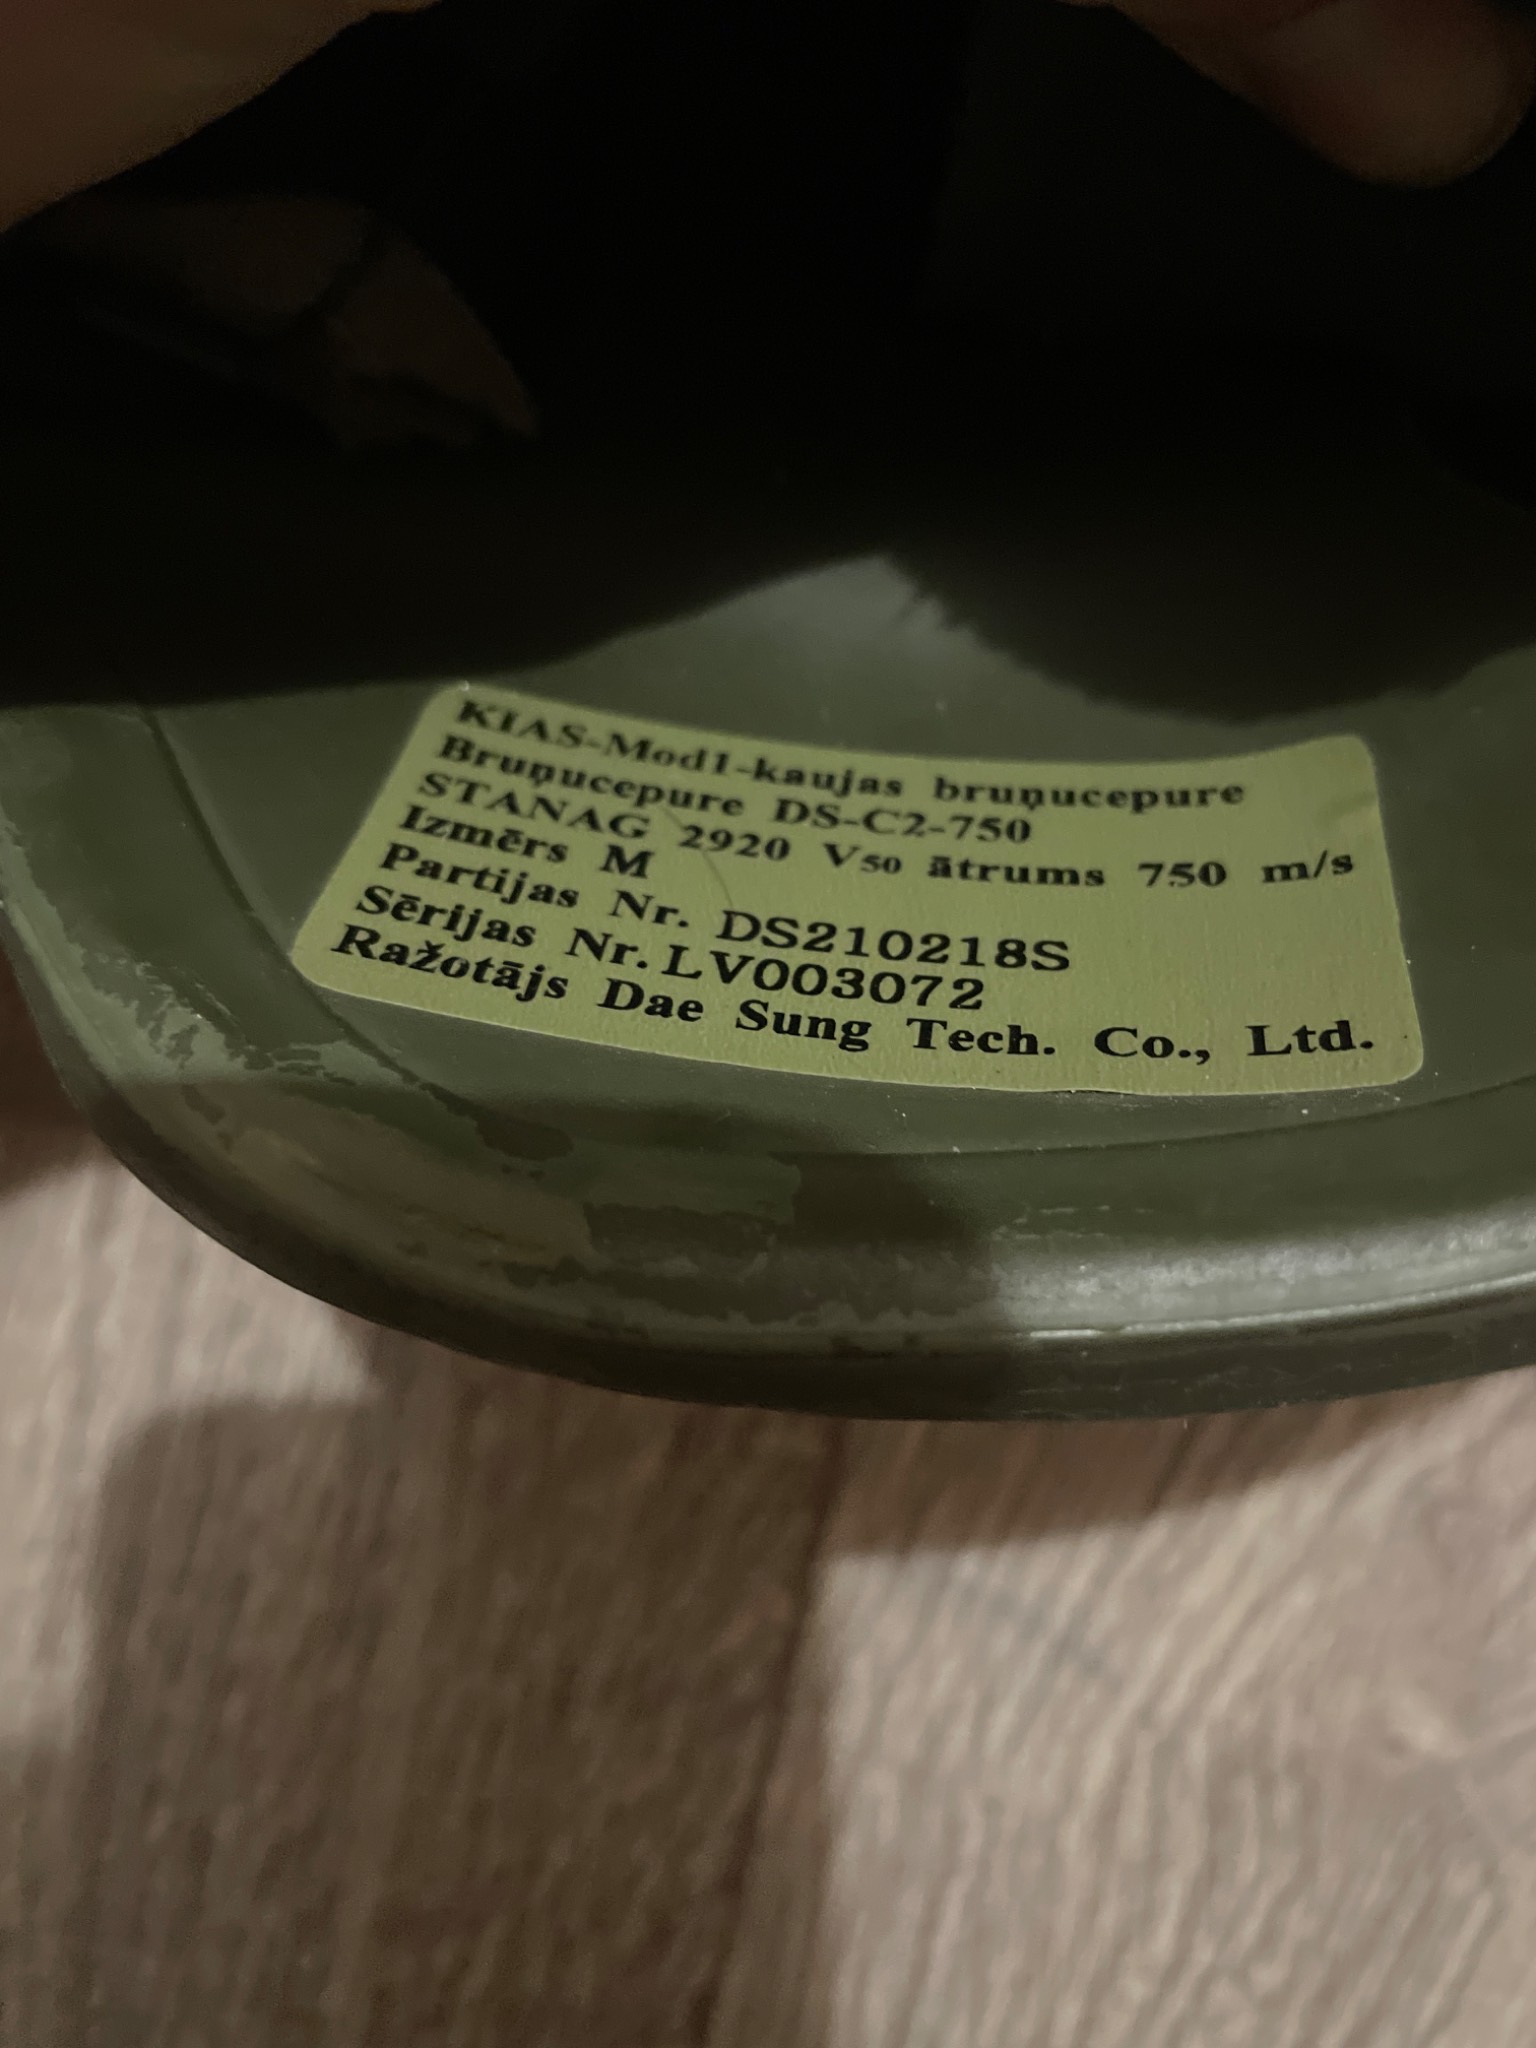 KIAS-Mod1-kaujas bruņucepure
Bruņucepure DS-C2-750
STANAG 2920 V50 ātrums 750 m/s
Izmērs M
Partijas Nr. DS210218S
Sērijas Nr. LV003072
Ražotājs Dae Sung Tech. Co., Ltd.